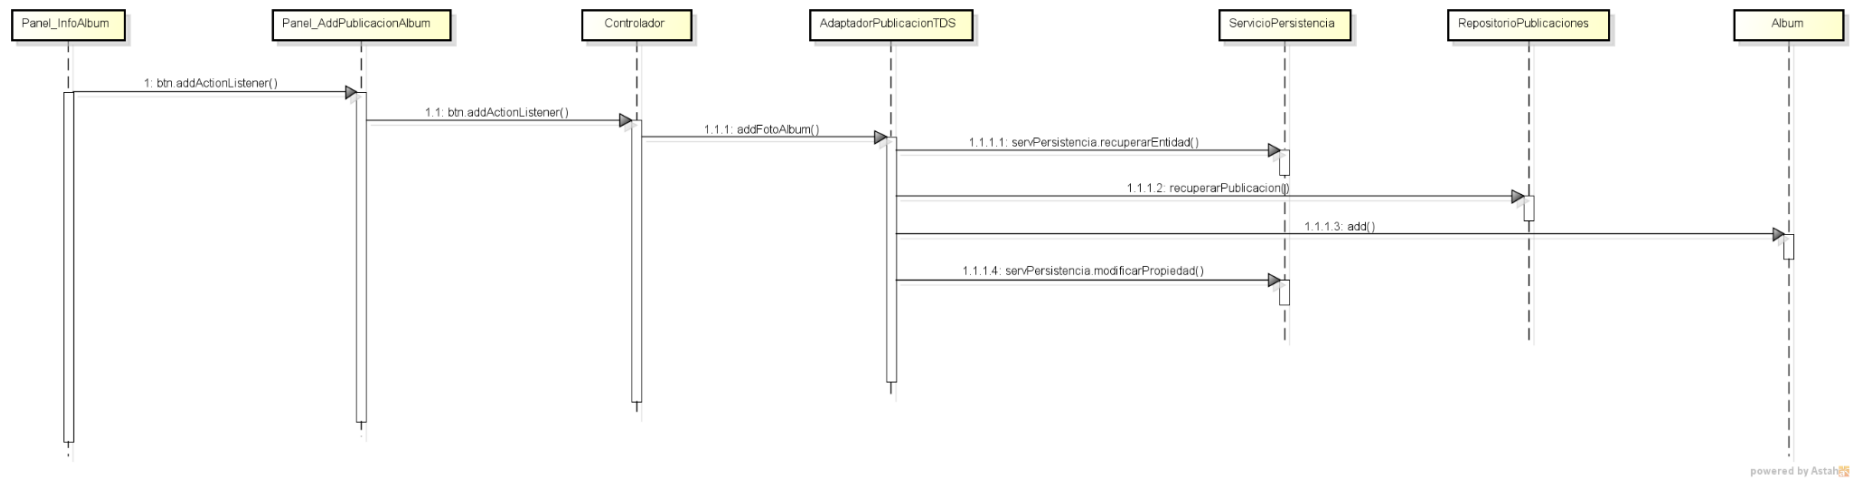 Panel_InfoAlbum
Panel_AddPublicacionAlbum
Controlador
AdaptadorPublicacionTDS
ServicioPersistencia
RepositorioPublicaciones
Album
1: btn.addActionListener()
1.1: btn.addActionListener()
1.1.1: addFotoAlbum()
1.1.1.1: servPersistencia.recuperarEntidad()
1.1.1.2: recuperarPublicacion()
1.1.1.3: add()
1.1.1.4: servPersistencia.modificarPropiedad()
powered by Astah